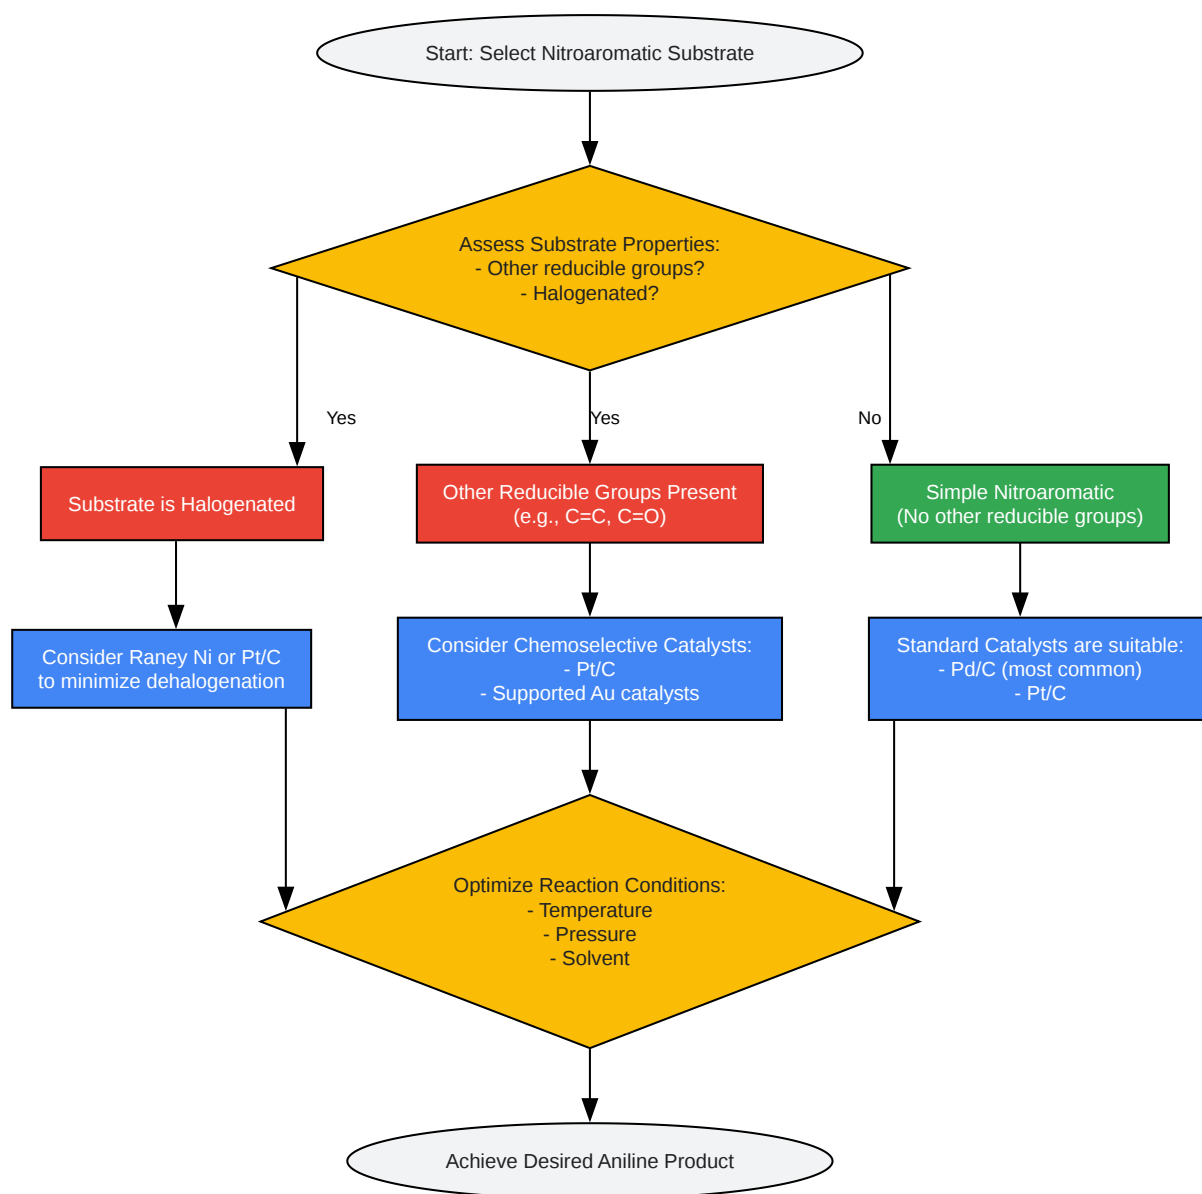 Start: Select Nitroaromatic Substrate
Assess Substrate Properties:
- Other reducible groups?
- Halogenated?
Yes
Yes
No
Substrate is Halogenated
Other Reducible Groups Present
(e.g., C=C, C=O)
Simple Nitroaromatic
(No other reducible groups)
Consider Raney Ni or Pt/C
to minimize dehalogenation
Consider Chemoselective Catalysts:
- Pt/C
- Supported Au catalysts
Standard Catalysts are suitable:
- Pd/C (most common)
- Pt/C
Optimize Reaction Conditions:
- Temperature
- Pressure
- Solvent
Achieve Desired Aniline Product